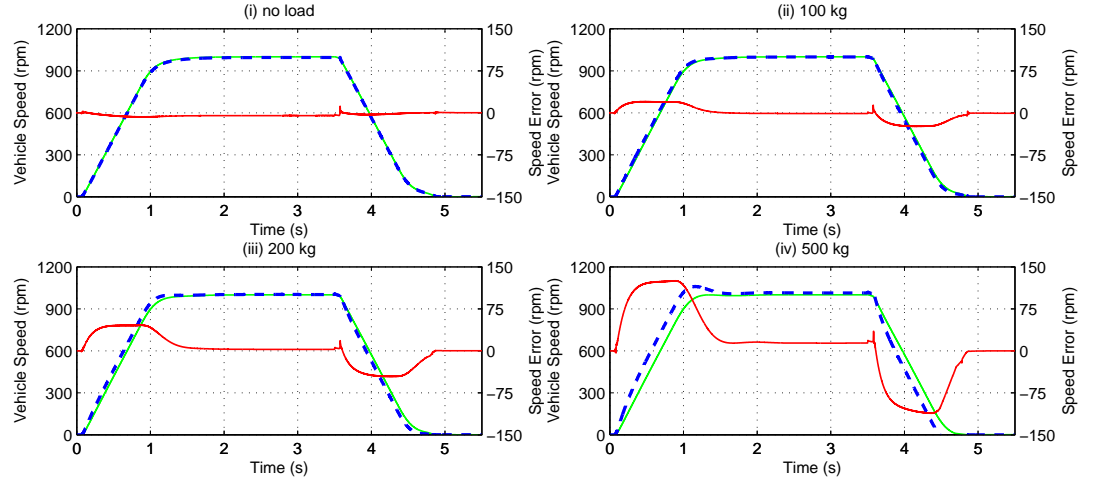 (i) no load
1200
900
600
300
0
Vehicle Speed (rpm)
150
75
0
−75
−150
Speed Error (rpm)
0 1 2 3 4 5
Time (s)
(ii) 100 kg
1200
900
600
300
0
Vehicle Speed (rpm)
150
75
0
−75
−150
Speed Error (rpm)
0 1 2 3 4 5
Time (s)
(iii) 200 kg
1200
900
600
300
0
Vehicle Speed (rpm)
150
75
0
−75
−150
Speed Error (rpm)
0 1 2 3 4 5
Time (s)
(iv) 500 kg
1200
900
600
300
0
Vehicle Speed (rpm)
150
75
0
−75
−150
Speed Error (rpm)
0 1 2 3 4 5
Time (s)